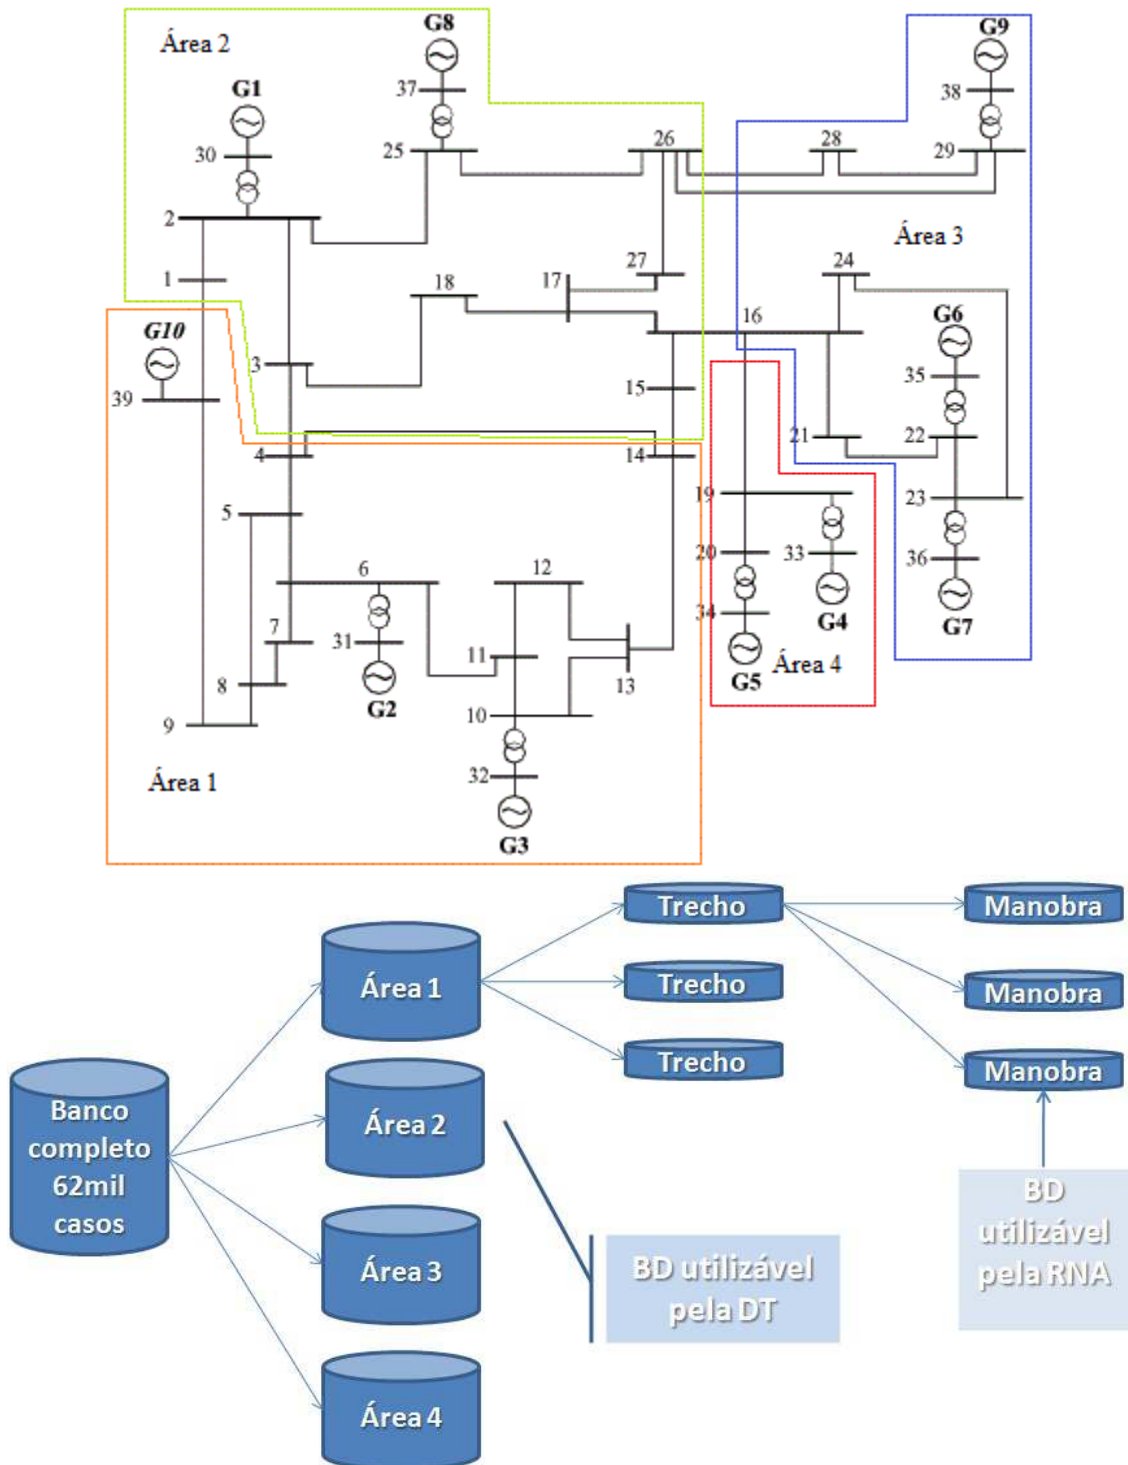 Área 2
G8
G9
37
38
G1
30
25
26
28
29
2
Área 3
1
18
17
27
24
16
G10
G6
3
35
39
15
4
14
21
22
5
19
23
6
12
20
33
36
7
31
11
34
G4
G7
8
13
G5
Área 4
9
G2
10
Área 1
32
G3
Trecho
Manobra
Área 1
Trecho
Manobra
Trecho
Manobra
Banco
completo
62mil
casos
Área 2
BD
utilizável
pela RNA
Área 3
BD utilizável
pela DT
Área 4